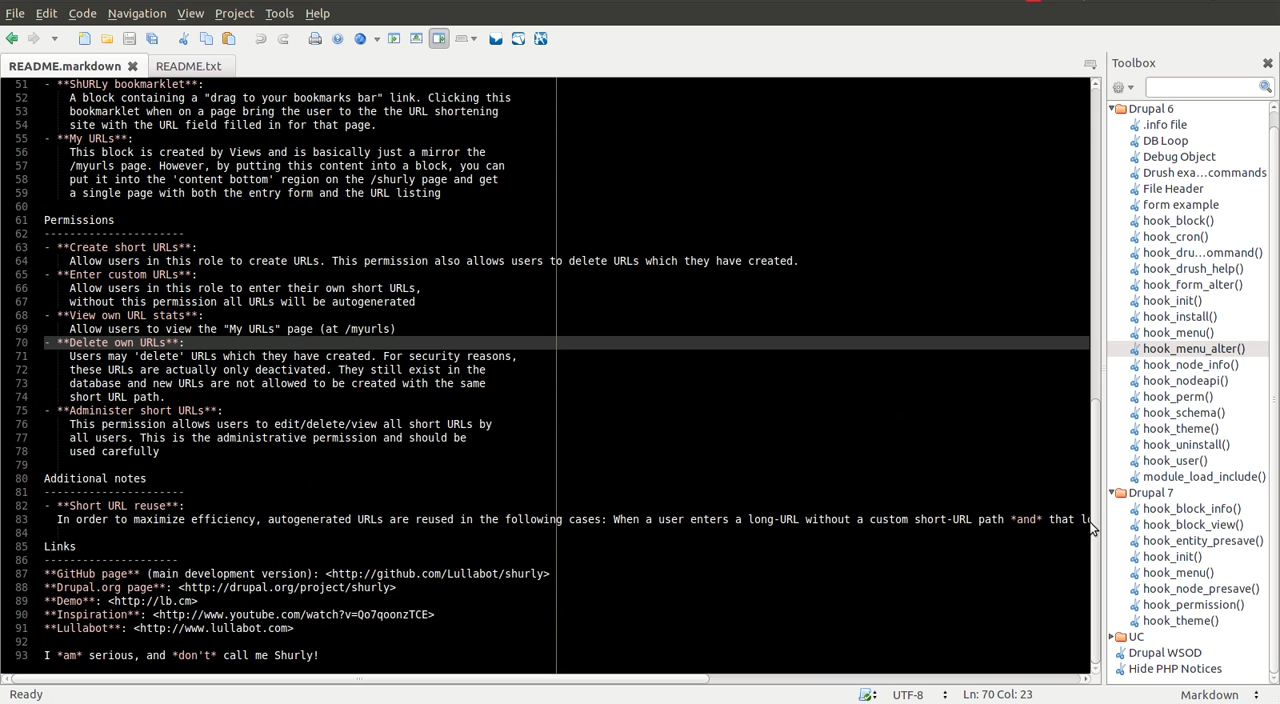 File Edit Code Navigation View Project Tools Help
README.markdown README.txt
51 - **ShURLy bookmarklet**:
52 A block containing a "drag to your bookmarks bar" link. Clicking this
53 bookmarklet when on a page bring the user to the the URL shortening
54 site with the URL field filled in for that page.
55 - **My URLs**:
56 This block is created by Views and is basically just a mirror the
57 /myurls page. However, by putting this content into a block, you can
58 put it into the 'content bottom' region on the /shurly page and get
59 a single page with both the entry form and the URL listing
60
61 Permissions
62 ----------------------
63 - **Create short URLs**:
64 Allow users in this role to create URLs. This permission also allows users to delete URLs which they have created.
65 - **Enter custom URLs**:
66 Allow users in this role to enter their own short URLs,
67 without this permission all URLs will be autogenerated
68 - **View own URL stats**:
69 Allow users to view the "My URLs" page (at /myurls)
70 - **Delete own URLs**:
71 Users may 'delete' URLs which they have created. For security reasons,
72 these URLs are actually only deactivated. They still exist in the
73 database and new URLs are not allowed to be created with the same
74 short URL path.
75 - **Administer short URLs**:
76 This permission allows users to edit/delete/view all short URLs by
77 all users. This is the administrative permission and should be
78 used carefully
79
80 Additional notes
81 ----------------------
82 - **Short URL reuse**:
83 In order to maximize efficiency, autogenerated URLs are reused in the following cases: When a user enters a long-URL without a custom short-URL path *and* that lo
84
85 Links
86 ---------------------
87 **GitHub page** (main development version): <http://github.com/Lullabot/shurly>
88 **Drupal.org page**: <http://drupal.org/project/shurly>
89 **Demo**: <http://lb.cm>
90 **Inspiration**: <http://www.youtube.com/watch?v=Qo7qoonzTCE>
91 **Lullabot**: <http://www.lullabot.com>
92
93 I *am* serious, and *don't* call me Shurly!
Toolbox
Drupal 6
.info file
DB Loop
Debug Object
Drush exa...commands
File Header
form example
hook_block()
hook_cron()
hook_dru...ommand()
hook_drush_help()
hook_form_alter()
hook_init()
hook_install()
hook_menu()
hook_menu_alter()
hook_node_info()
hook_nodeapi()
hook_perm()
hook_schema()
hook_theme()
hook_uninstall()
hook_user()
module_load_include()
Drupal 7
hook_block_info()
hook_block_view()
hook_entity_presave()
hook_init()
hook_menu()
hook_node_presave()
hook_permission()
hook_theme()
UC
Drupal WSOD
Hide PHP Notices
Ready UTF-8 Ln: 70 Col: 23 Markdown